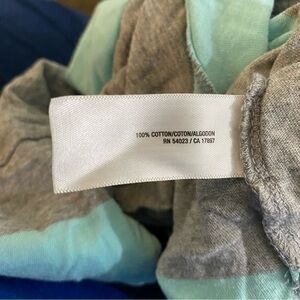 100% COTTON/COTON/ALGODON
RN 54023 / CA 17897